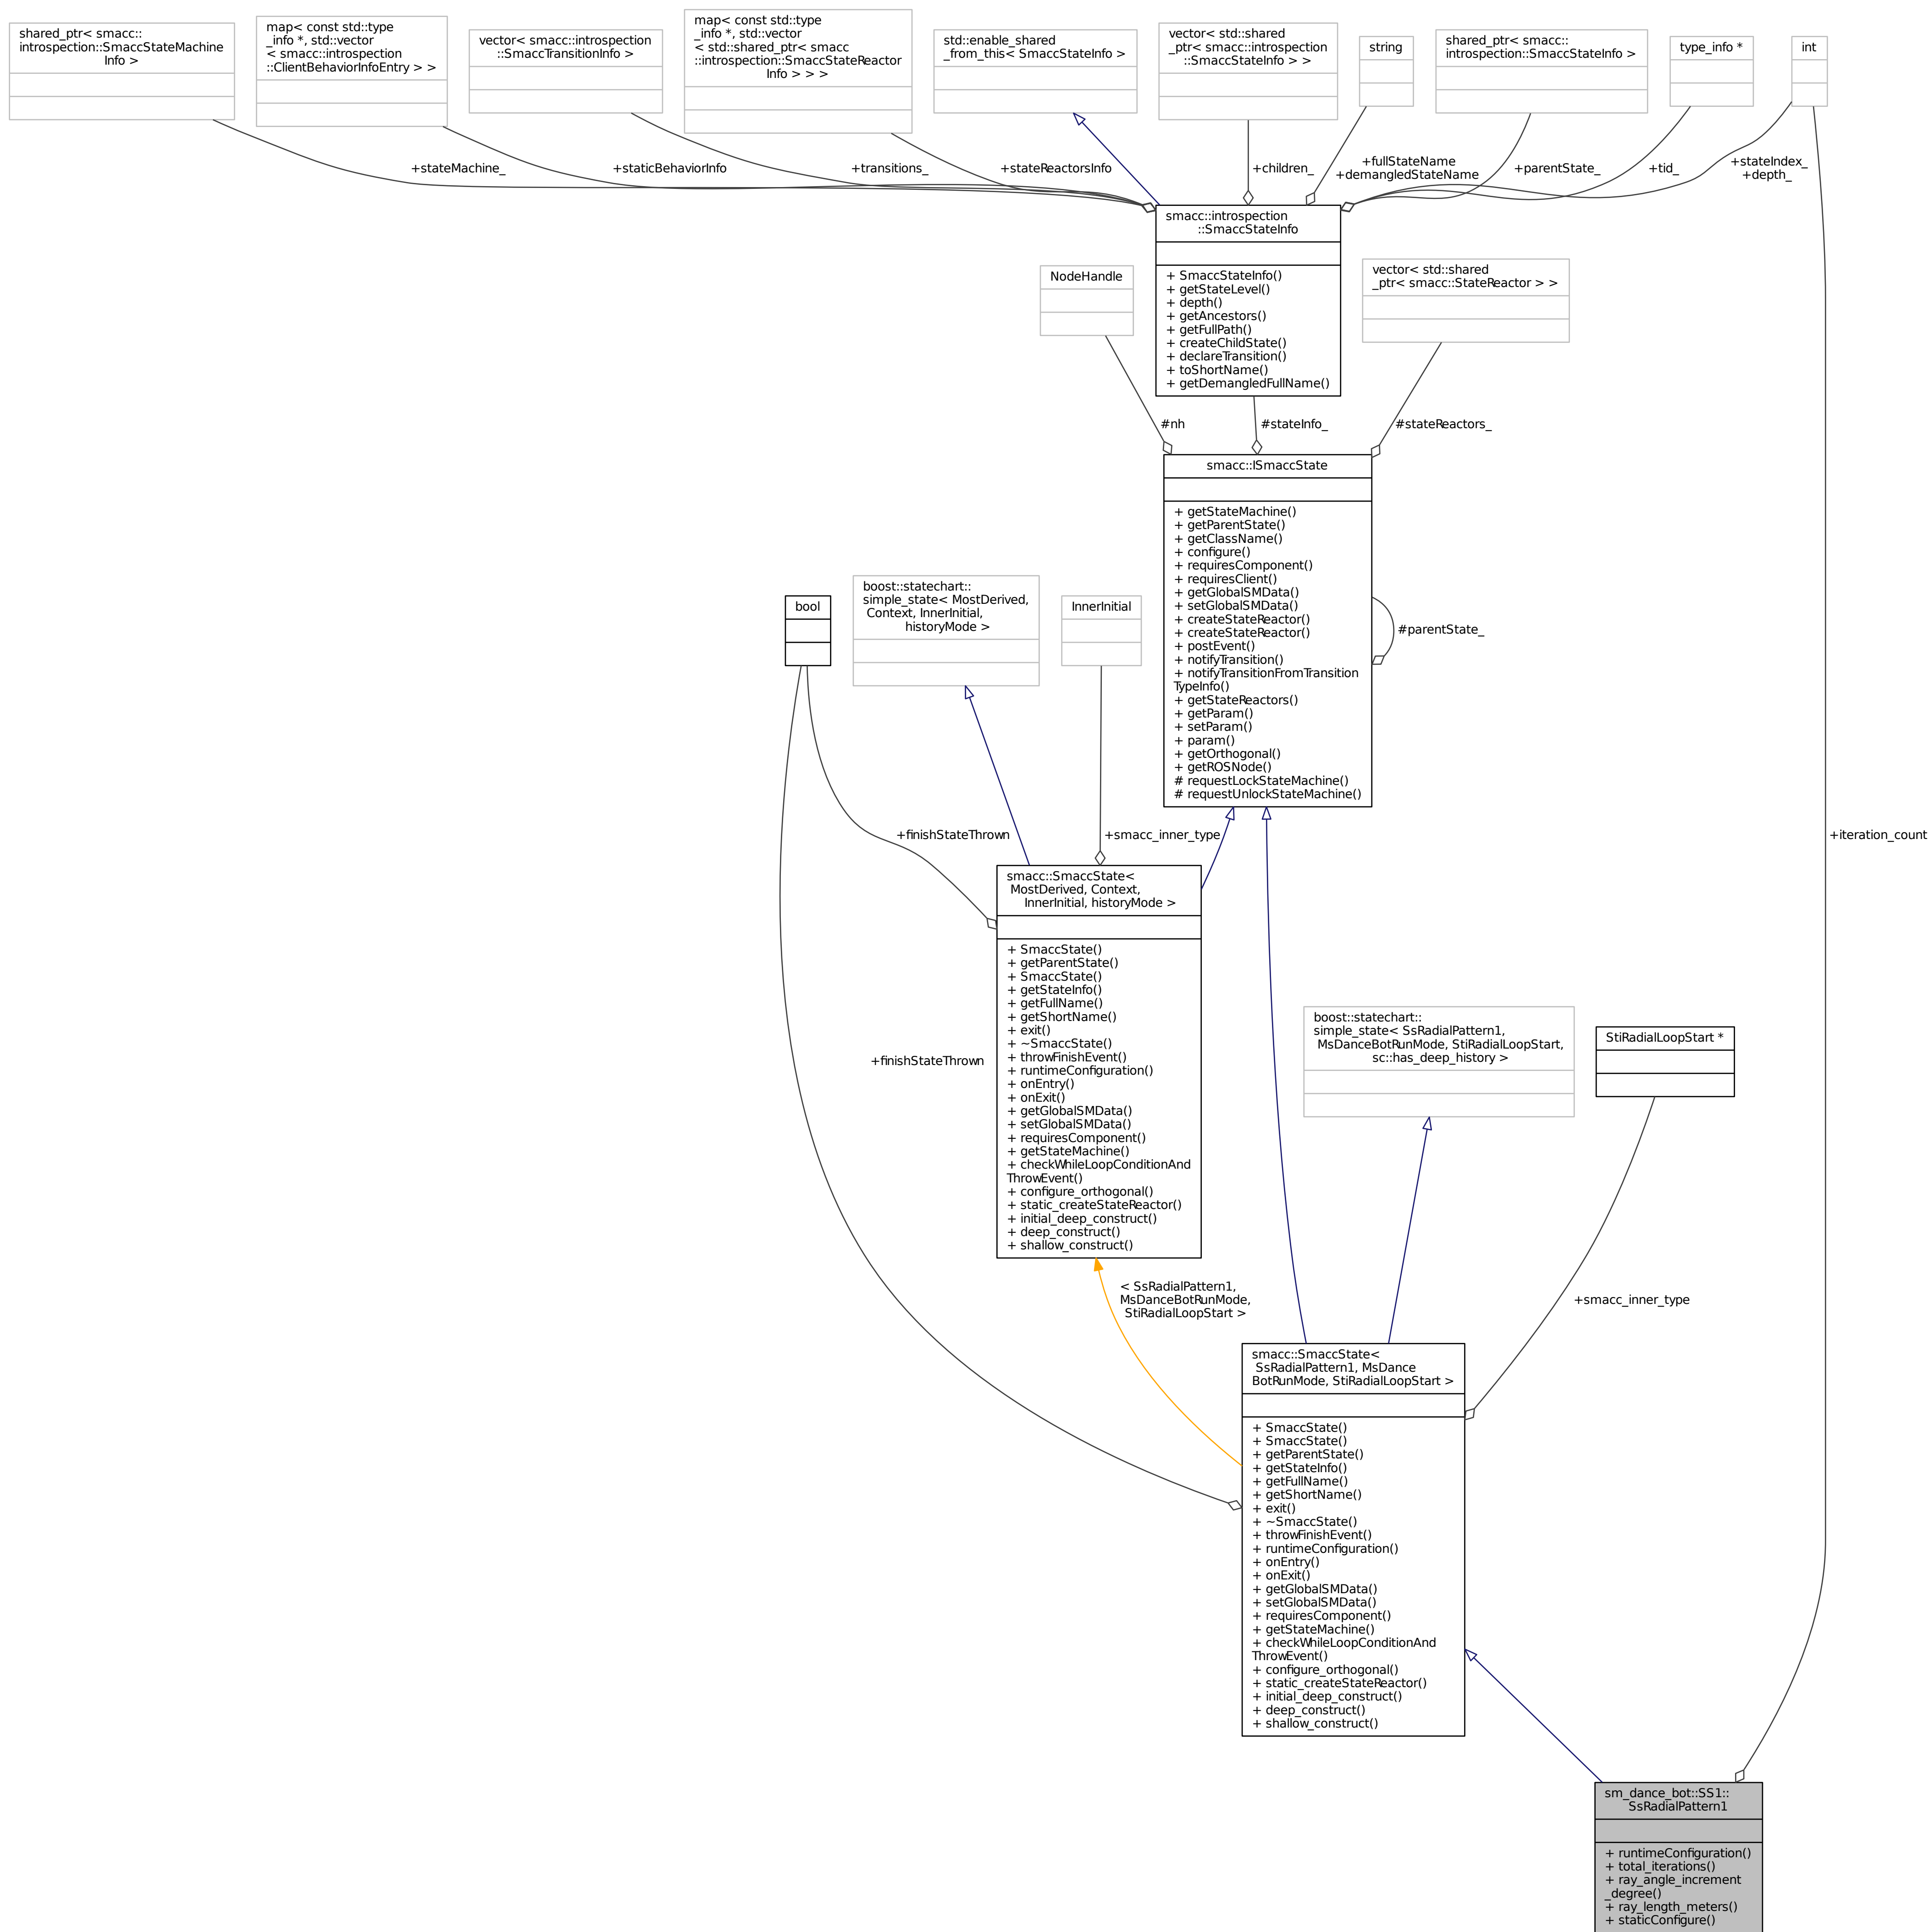 shared_ptr< smacc::
introspection::SmaccStateMachine
Info >
map< const std::type
_info *, std::vector
< smacc::introspection
::ClientBehaviorInfoEntry > >
vector< smacc::introspection
::SmaccTransitionInfo >
map< const std::type
_info *, std::vector
< std::shared_ptr< smacc
::introspection::SmaccStateReactor
Info > > >
std::enable_shared
_from_this< SmaccStateInfo >
vector< std::shared
_ptr< smacc::introspection
::SmaccStateInfo > >
string
shared_ptr< smacc::
introspection::SmaccStateInfo >
type_info *
int
+stateMachine_
+staticBehaviorInfo
+transitions_
+stateReactorsInfo
+children_
+fullStateName
+demangledStateName
+parentState_
+tid_
+stateIndex_
+depth_
smacc::introspection
::SmaccStateInfo
+ SmaccStateInfo()
+ getStateLevel()
+ depth()
+ getAncestors()
+ getFullPath()
+ createChildState()
+ declareTransition()
+ toShortName()
+ getDemangledFullName()
NodeHandle
vector< std::shared
_ptr< smacc::StateReactor > >
#nh
#stateInfo_
#stateReactors_
smacc::ISmaccState
+ getStateMachine()
+ getParentState()
+ getClassName()
+ configure()
+ requiresComponent()
+ requiresClient()
+ getGlobalSMData()
+ setGlobalSMData()
+ createStateReactor()
+ createStateReactor()
+ postEvent()
+ notifyTransition()
+ notifyTransitionFromTransition
TypeInfo()
+ getStateReactors()
+ getParam()
+ setParam()
+ param()
+ getOrthogonal()
+ getROSNode()
# requestLockStateMachine()
# requestUnlockStateMachine()
#parentState_
bool
boost::statechart::
simple_state< MostDerived,
Context, InnerInitial,
historyMode >
InnerInitial
+finishStateThrown
+smacc_inner_type
+iteration_count
smacc::SmaccState<
MostDerived, Context,
InnerInitial, historyMode >
+ SmaccState()
+ getParentState()
+ SmaccState()
+ getStateInfo()
+ getFullName()
+ getShortName()
+ exit()
+ ~SmaccState()
+ throwFinishEvent()
+ runtimeConfiguration()
+ onEntry()
+ onExit()
+ getGlobalSMData()
+ setGlobalSMData()
+ requiresComponent()
+ getStateMachine()
+ checkWhileLoopConditionAnd
ThrowEvent()
+ configure_orthogonal()
+ static_createStateReactor()
+ initial_deep_construct()
+ deep_construct()
+ shallow_construct()
+finishStateThrown
boost::statechart::
simple_state< SsRadialPattern1,
MsDanceBotRunMode, StiRadialLoopStart,
sc::has_deep_history >
StiRadialLoopStart *
< SsRadialPattern1,
MsDanceBotRunMode,
StiRadialLoopStart >
+smacc_inner_type
smacc::SmaccState<
SsRadialPattern1, MsDance
BotRunMode, StiRadialLoopStart >
+ SmaccState()
+ SmaccState()
+ getParentState()
+ getStateInfo()
+ getFullName()
+ getShortName()
+ exit()
+ ~SmaccState()
+ throwFinishEvent()
+ runtimeConfiguration()
+ onEntry()
+ onExit()
+ getGlobalSMData()
+ setGlobalSMData()
+ requiresComponent()
+ getStateMachine()
+ checkWhileLoopConditionAnd
ThrowEvent()
+ configure_orthogonal()
+ static_createStateReactor()
+ initial_deep_construct()
+ deep_construct()
+ shallow_construct()
sm_dance_bot::SS1::
SsRadialPattern1
+ runtimeConfiguration()
+ total_iterations()
+ ray_angle_increment
_degree()
+ ray_length_meters()
+ staticConfigure()